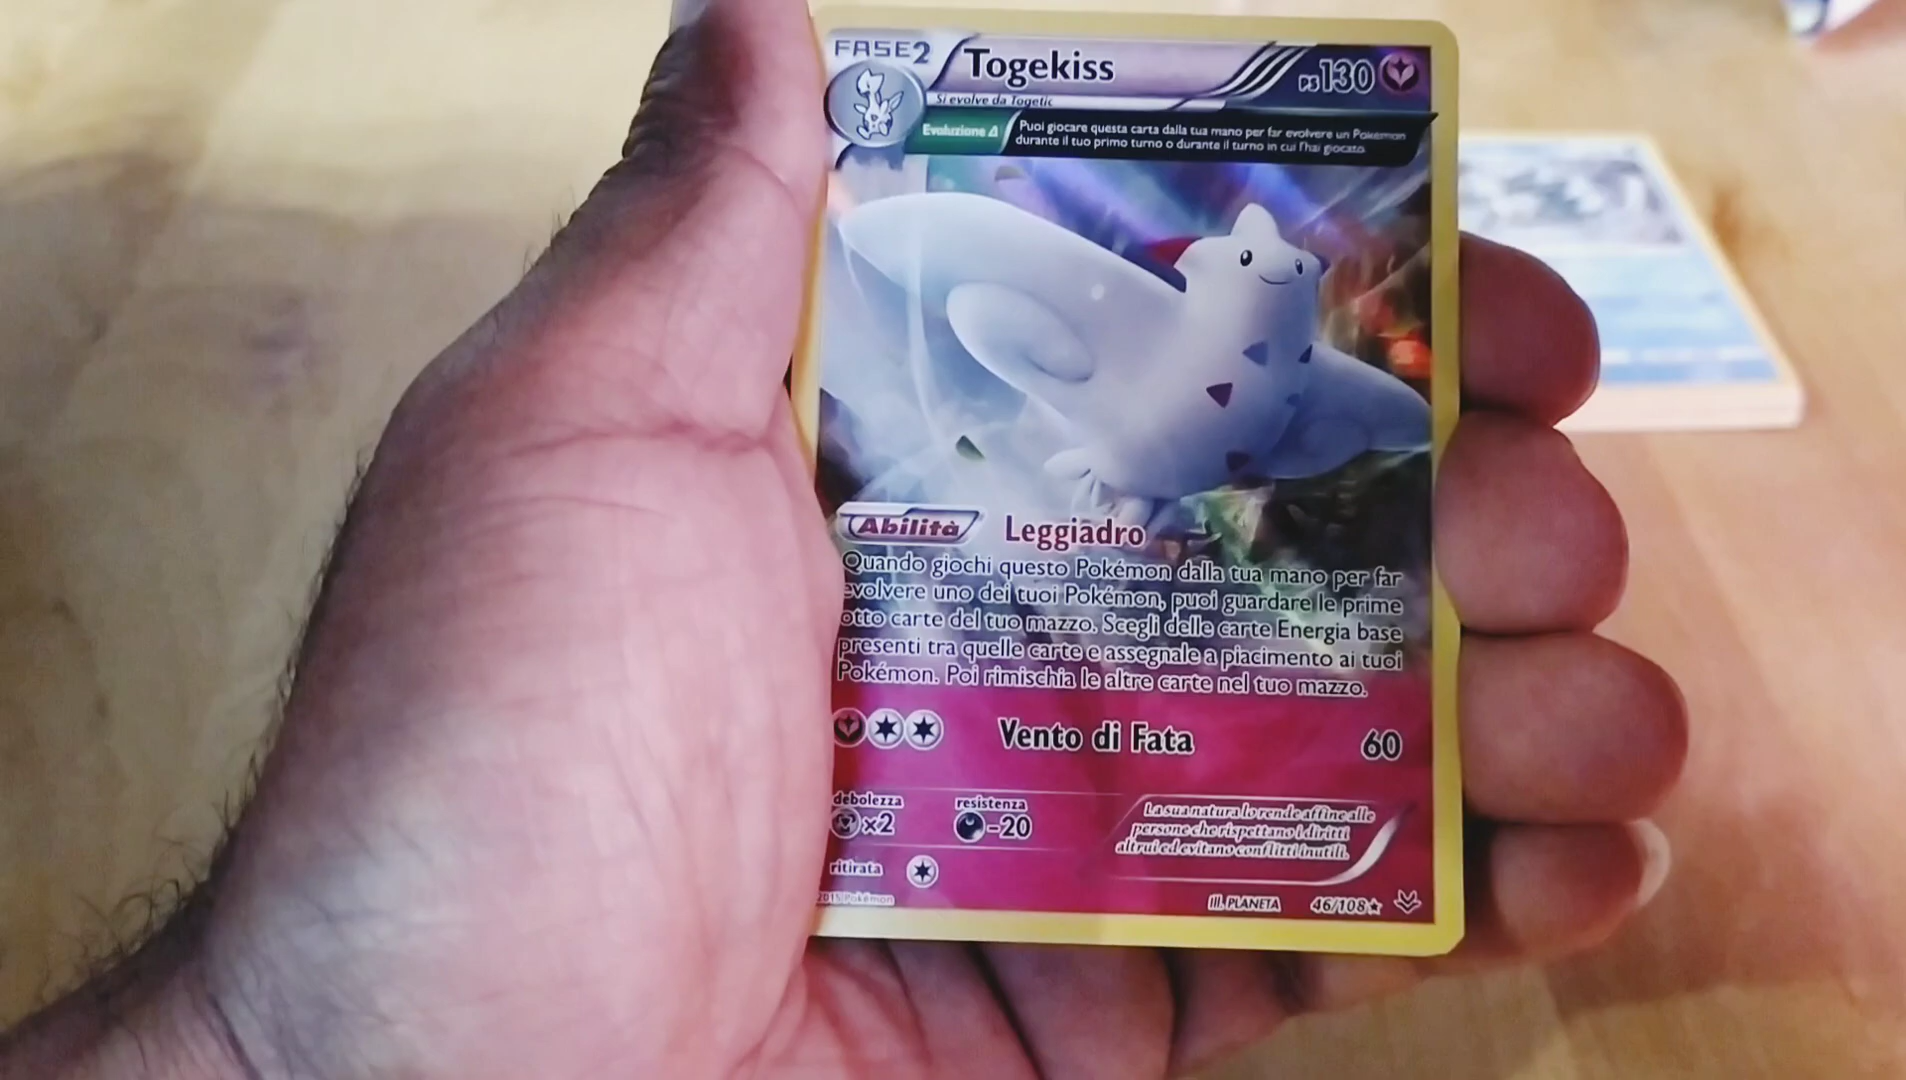 FASE2 Togekiss PS130
Si evolve da Togetic
Evoluzione Δ
Puoi giocare questa carta dalla tua mano per far evolvere un Pokémon
durante il tuo primo turno o durante il turno in cui l'hai giocato.
Abilità Leggiadro
Quando giochi questo Pokémon dalla tua mano per far
evolvere uno dei tuoi Pokémon, puoi guardare le prime
otto carte del tuo mazzo. Scegli delle carte Energia base
presenti tra quelle carte e assegnale a piacimento ai tuoi
Pokémon. Poi rimischia le altre carte nel tuo mazzo.
Vento di Fata 60
debolezza resistenza
x2 -20
ritirata
La sua natura lo rende affine alle
persone che rispettano i diritti
altrui ed evitano conflitti inutili.
2015 Pokémon ILL. PLANETA 46/108